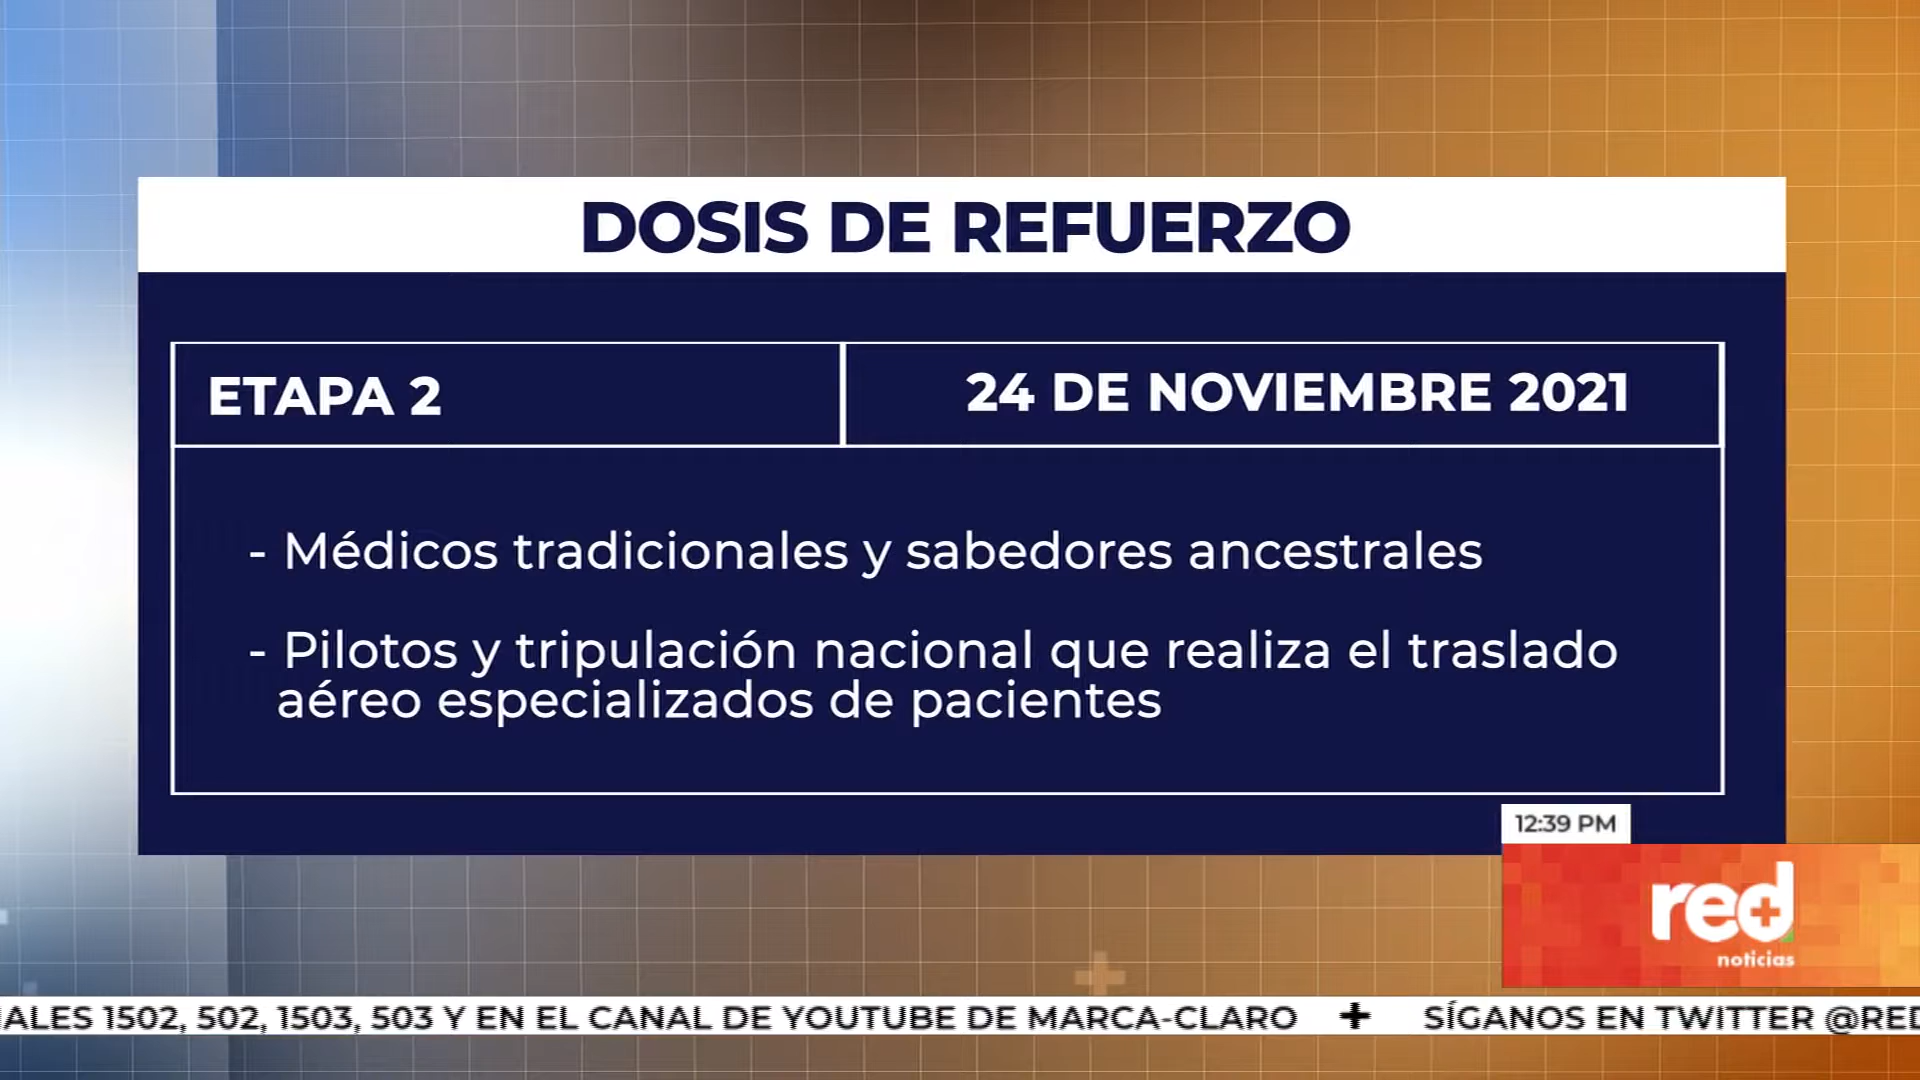 DOSIS DE REFUERZO
ETAPA 2
24 DE NOVIEMBRE 2021
- Médicos tradicionales y sabedores ancestrales
- Pilotos y tripulación nacional que realiza el traslado
aéreo especializados de pacientes
12:39 PM
red
noticias
ALES 1502, 502, 1503, 503 Y EN EL CANAL DE YOUTUBE DE MARCA-CLARO + SÍGANOS EN TWITTER @RED